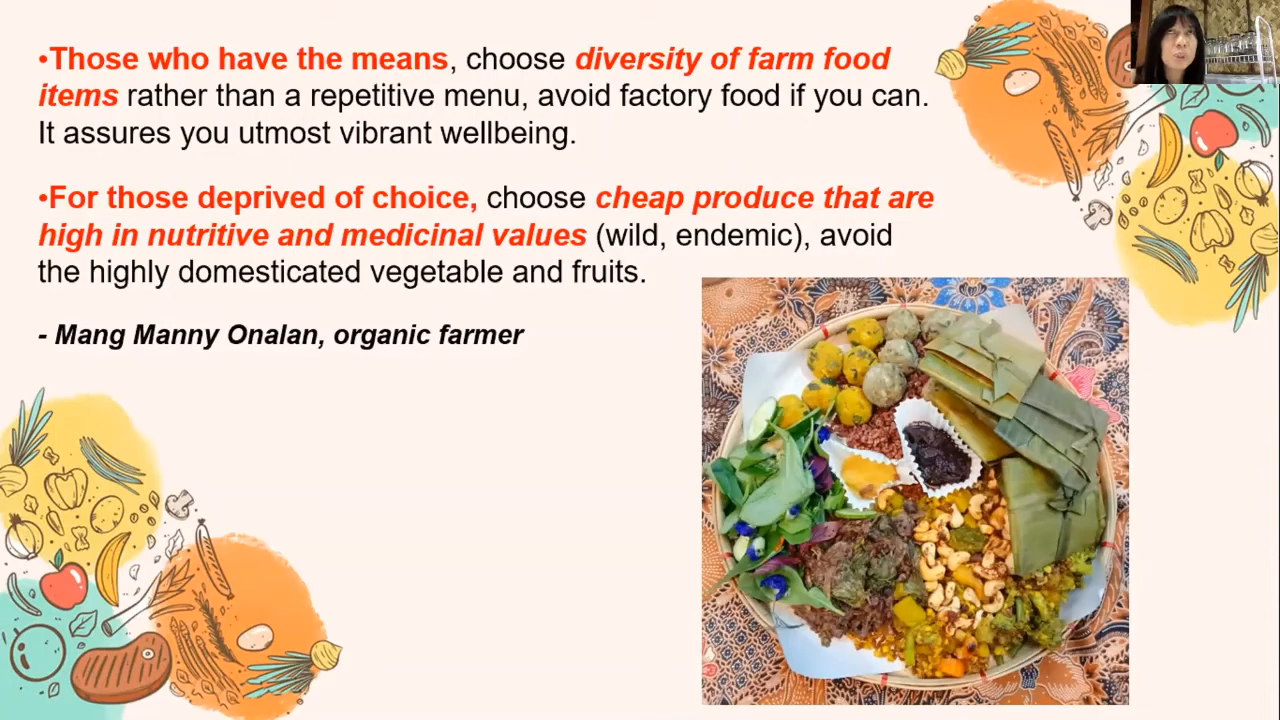 •Those who have the means, choose diversity of farm food
items rather than a repetitive menu, avoid factory food if you can.
It assures you utmost vibrant wellbeing.
•For those deprived of choice, choose cheap produce that are
high in nutritive and medicinal values (wild, endemic), avoid
the highly domesticated vegetable and fruits.
- Mang Manny Onalan, organic farmer